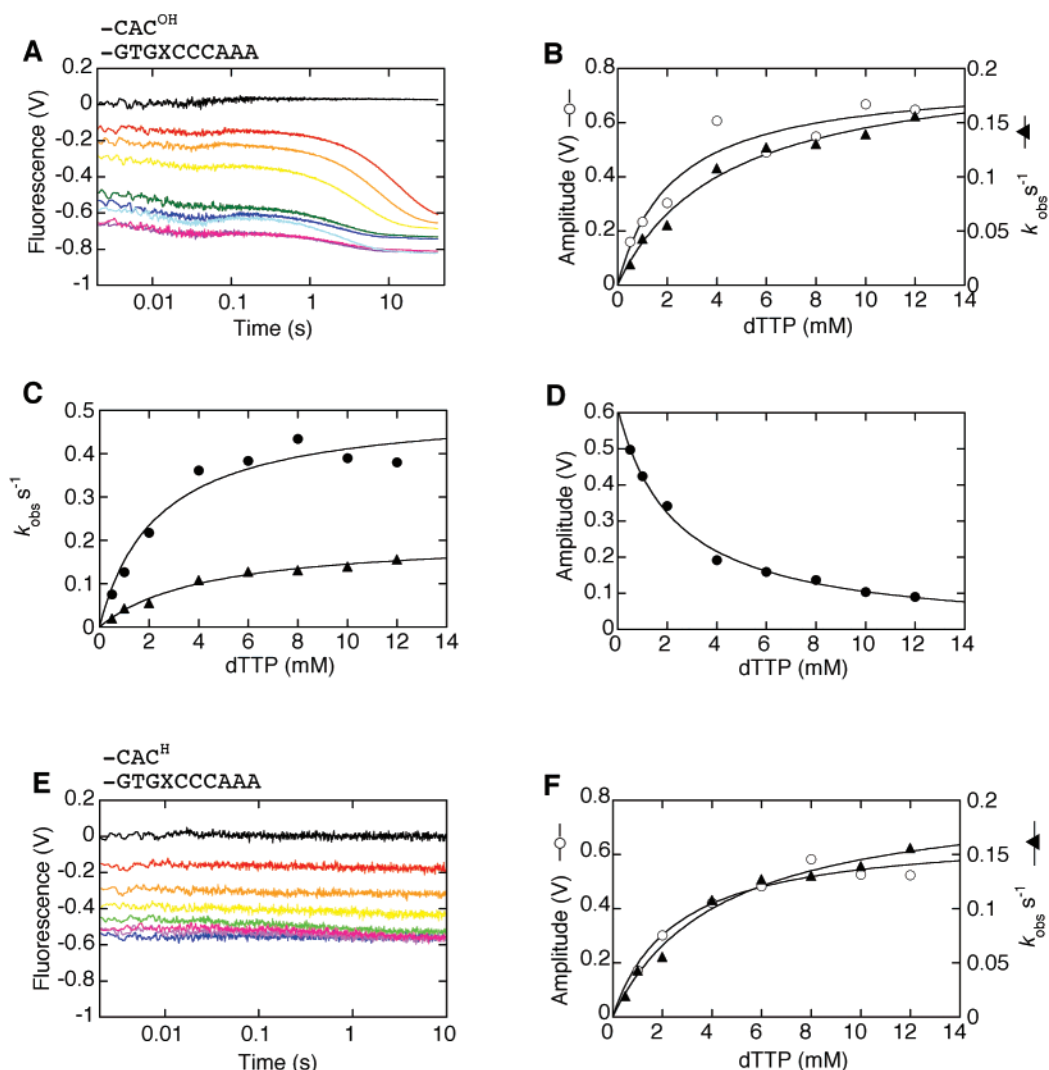 -CAC^OH
-GTGXCCCAAA
A
0.2
0
-0.2
-0.4
-0.6
-0.8
-1
Fluorescence (V)
0.01 0.1 1 10
Time (s)
B
0.8
0.6
0.4
0.2
0
Amplitude (V)
0.2
0.15
0.1
0.05
0
k obs s^-1
0 2 4 6 8 10 12 14
dTTP (mM)
C
0.5
0.4
0.3
0.2
0.1
0
k obs s^-1
0 2 4 6 8 10 12 14
dTTP (mM)
D
0.6
0.5
0.4
0.3
0.2
0.1
0
Amplitude (V)
0 2 4 6 8 10 12 14
dTTP (mM)
-CAC^H
-GTGXCCCAAA
E
0.2
0
-0.2
-0.4
-0.6
-0.8
-1
Fluorescence (V)
0.01 0.1 1 10
Time (s)
F
0.8
0.6
0.4
0.2
0
Amplitude (V)
0.2
0.15
0.1
0.05
0
k obs s^-1
0 2 4 6 8 10 12 14
dTTP (mM)